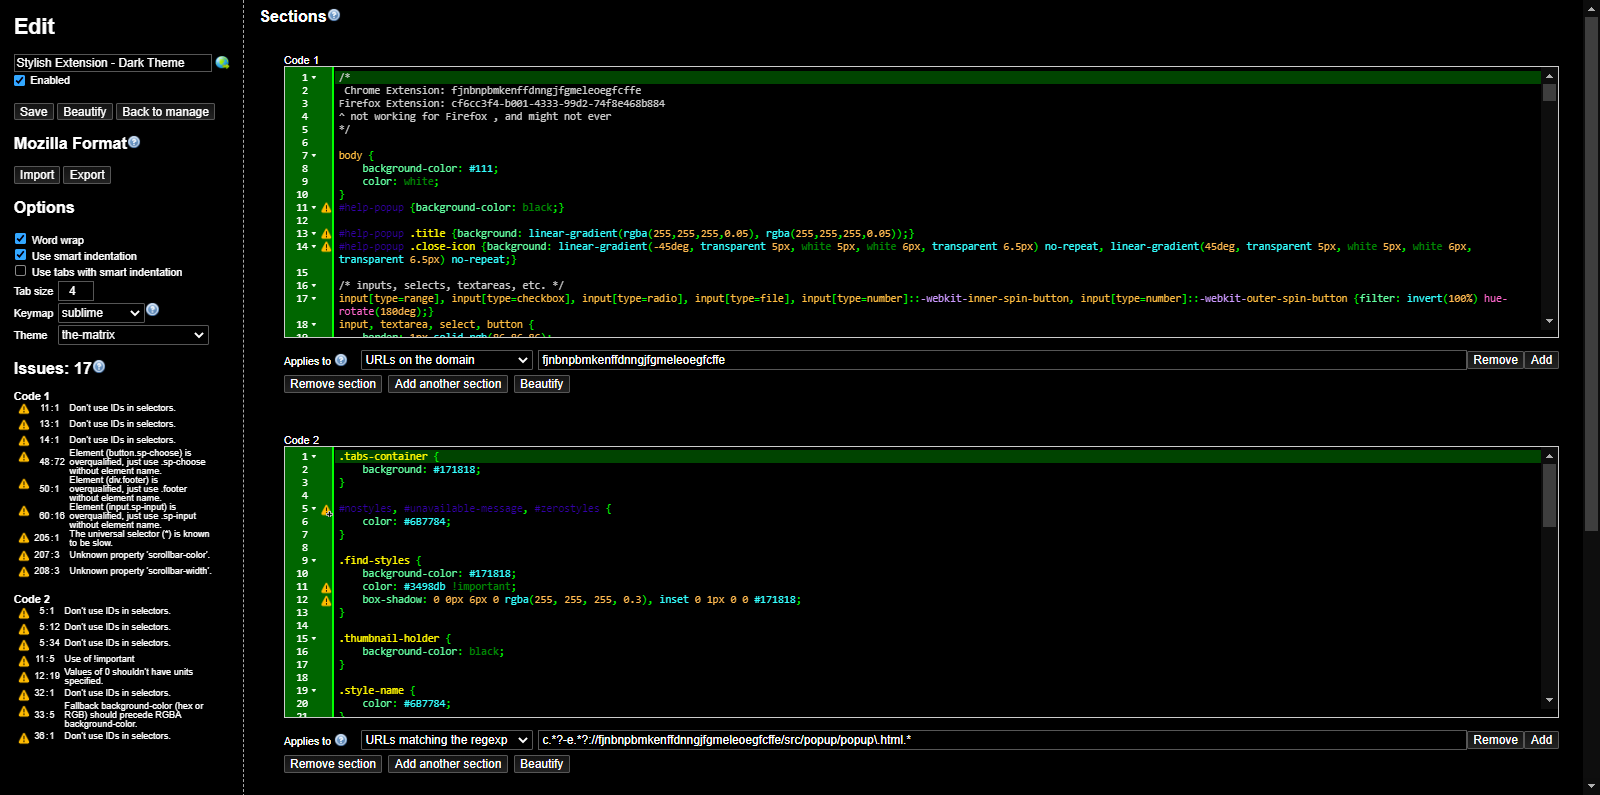 Edit
Stylish Extension - Dark Theme
Enabled
Save Beautify Back to manage
Mozilla Format
Import Export
Options
Word wrap
Use smart indentation
Use tabs with smart indentation
Tab size 4
Keymap sublime
Theme the-matrix
Issues: 17
Code 1
11:1 Don't use IDs in selectors.
13:1 Don't use IDs in selectors.
14:1 Don't use IDs in selectors.
48:72 Element (button.sp-choose) is
overqualified, just use .sp-choose
without element name.
50:1 Element (div.footer) is
overqualified, just use .footer
without element name.
60:16 Element (input.sp-input) is
overqualified, just use .sp-input
without element name.
205:1 The universal selector (*) is known
to be slow.
207:3 Unknown property 'scrollbar-color'.
208:3 Unknown property 'scrollbar-width'.
Code 2
5:1 Don't use IDs in selectors.
5:12 Don't use IDs in selectors.
5:34 Don't use IDs in selectors.
11:5 Use of !important
12:19 Values of 0 shouldn't have units
specified.
32:1 Don't use IDs in selectors.
33:5 Fallback background-color (hex or
RGB) should precede RGBA
background-color.
36:1 Don't use IDs in selectors.
Sections
Code 1
1 /*
2 Chrome Extension: fjnbnpbmkenffdnngjfgmeleoegfcffe
3 Firefox Extension: cf6cc3f4-b001-4333-99d2-74f8e468b884
4 ^ not working for Firefox , and might not ever
5 */
6
7 body {
8 background-color: #111;
9 color: white;
10 }
11 #help-popup {background-color: black;}
12
13 #help-popup .title {background: linear-gradient(rgba(255,255,255,0.05), rgba(255,255,255,0.05));}
14 #help-popup .close-icon {background: linear-gradient(-45deg, transparent 5px, white 5px, white 6px, transparent 6.5px) no-repeat, linear-gradient(45deg, transparent 5px, white 5px, white 6px,
transparent 6.5px) no-repeat;}
15
16 /* inputs, selects, textareas, etc. */
17 input[type=range], input[type=checkbox], input[type=radio], input[type=file], input[type=number]::-webkit-inner-spin-button, input[type=number]::-webkit-outer-spin-button {filter: invert(100%) hue-
rotate(180deg);}
18 input, textarea, select, button {
19 border: 1px solid rgb(86,86,86);
Applies to URLs on the domain fjnbnpbmkenffdnngjfgmeleoegfcffe Remove Add
Remove section Add another section Beautify
Code 2
1 .tabs-container {
2 background: #171818;
3 }
4
5 #nostyles, #unavailable-message, #zerostyles {
6 color: #6B7784;
7 }
8
9 .find-styles {
10 background-color: #171818;
11 color: #3498db !important;
12 box-shadow: 0 0px 6px 0 rgba(255, 255, 255, 0.3), inset 0 1px 0 0 #171818;
13 }
14
15 .thumbnail-holder {
16 background-color: black;
17 }
18
19 .style-name {
20 color: #6B7784;
21 }
Applies to URLs matching the regexp c.*?-e.*?://fjnbnpbmkenffdnngjfgmeleoegfcffe/src/popup/popup\.html.* Remove Add
Remove section Add another section Beautify